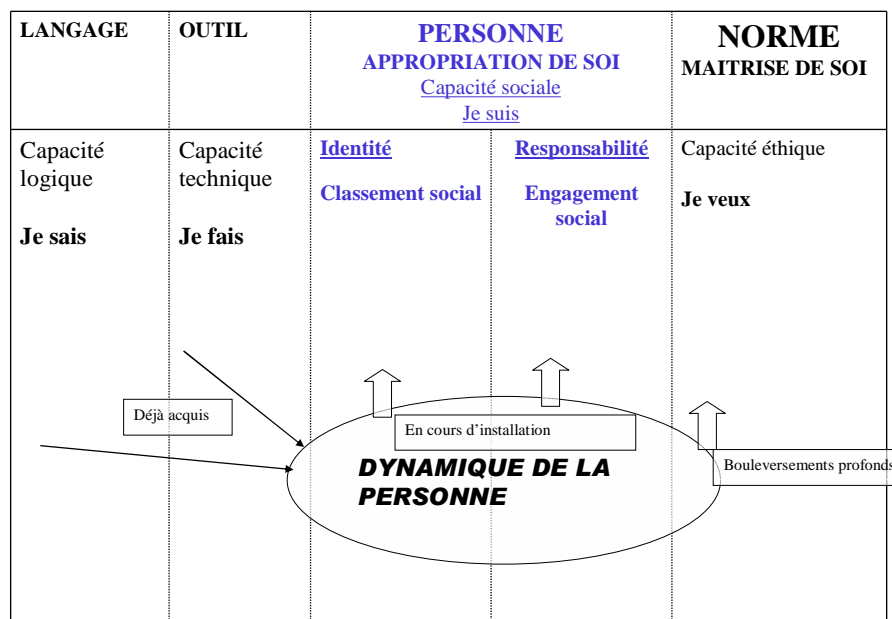 LANGAGE
OUTIL
PERSONNE
APPROPRIATION DE SOI
Capacité sociale
Je suis
NORME
MAITRISE DE SOI
Capacité
logique
Je sais
Capacité
technique
Je fais
Identité
Classement social
Responsabilité
Engagement
social
Capacité éthique
Je veux
Déjà acquis
En cours d'installation
DYNAMIQUE DE LA
PERSONNE
Bouleversements profonds